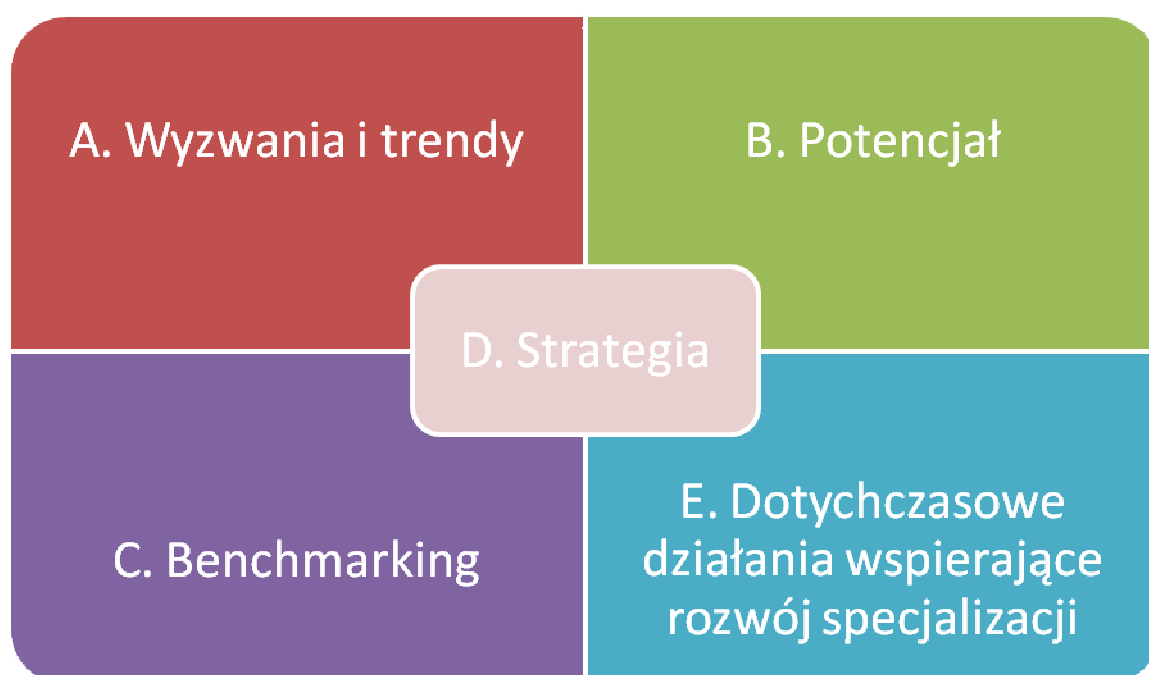 A. Wyzwania i trendy
B. Potencjał
D. Strategia
C. Benchmarking
E. Dotychczasowe
działania wspierające
rozwój specjalizacji